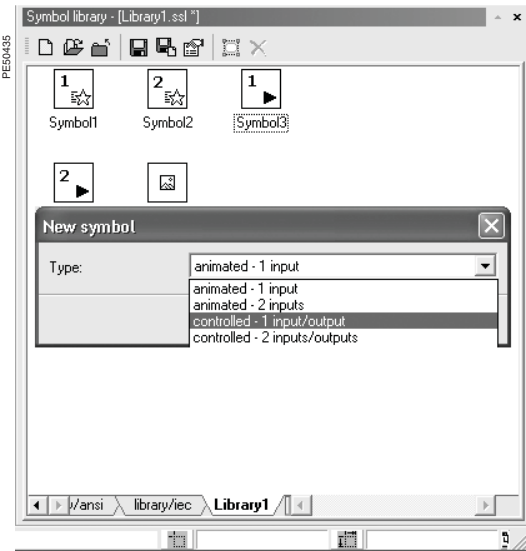 Symbol library - [Library1.ssl *]
PE50435
1
2
1
Symbol1
Symbol2
Symbol3
2
New symbol
Type:
animated - 1 input
animated - 1 input
animated - 2 inputs
controlled - 1 input/output
controlled - 2 inputs/outputs
/ansi
library/iec
Library1